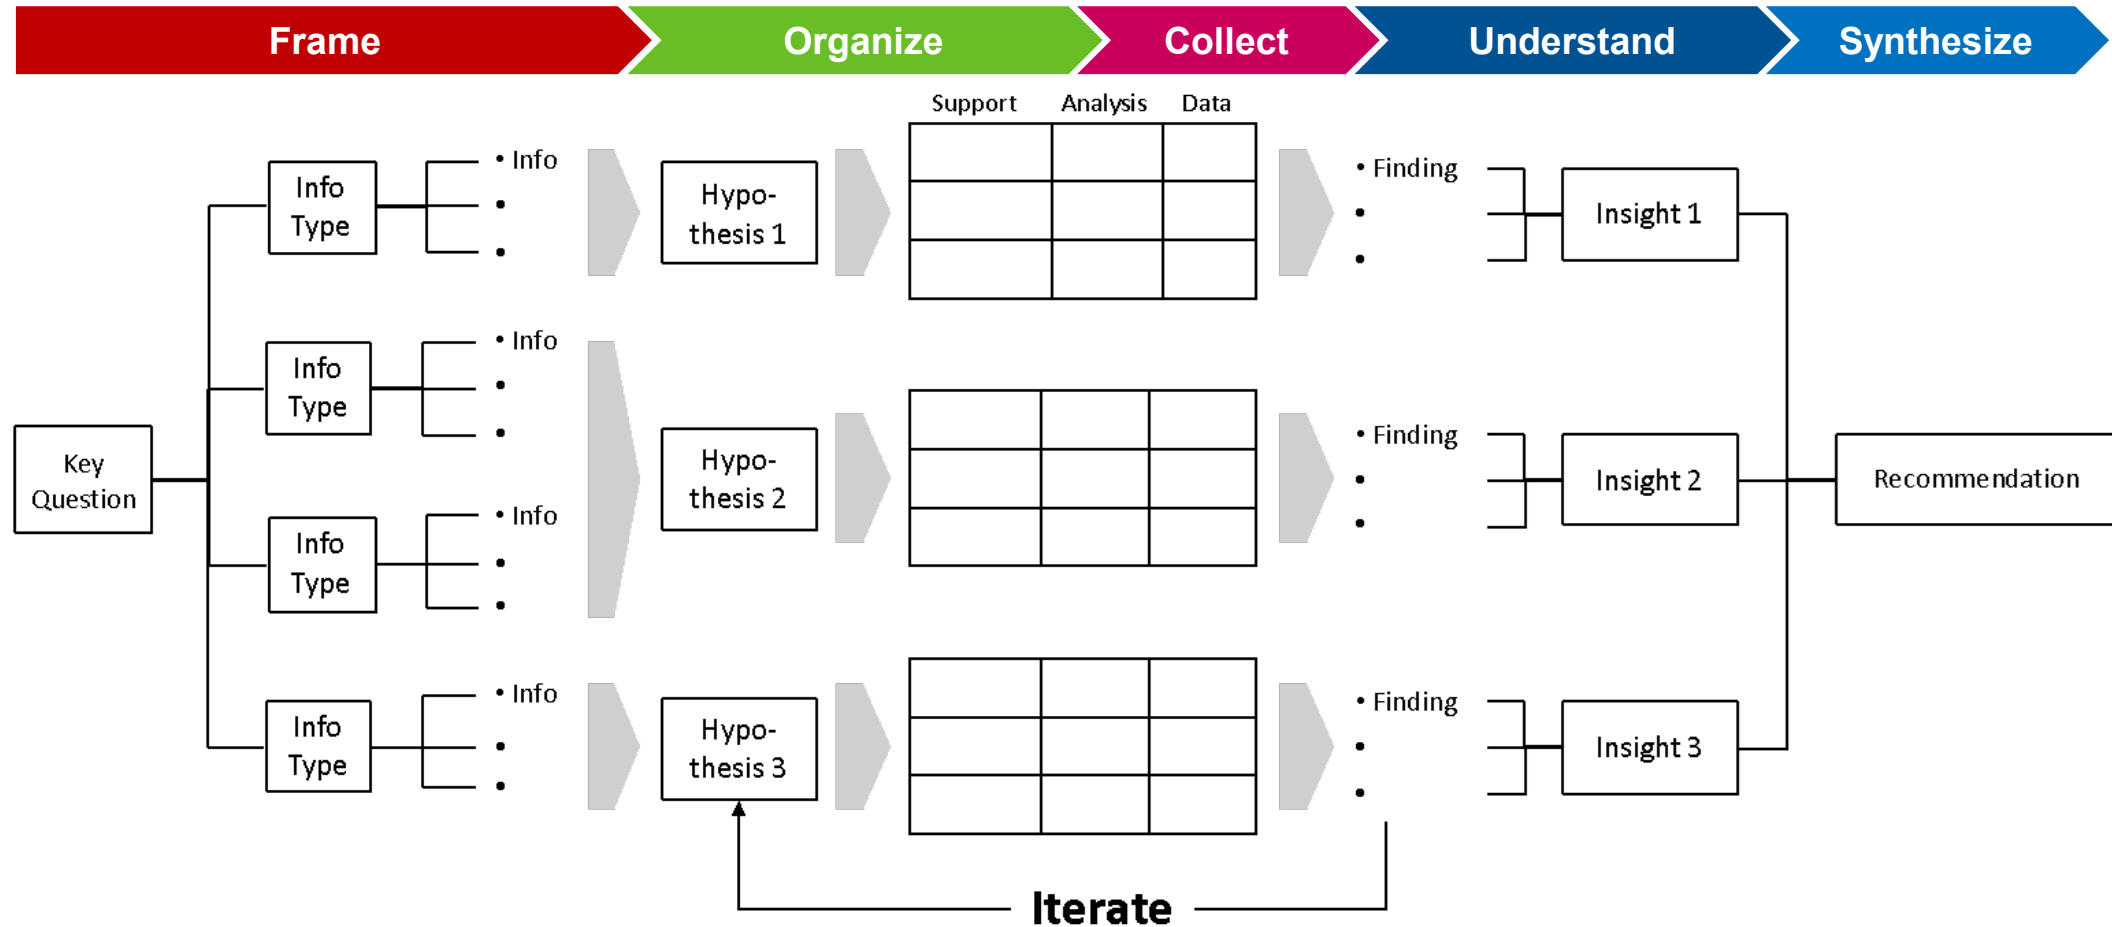 Frame
Organize
Collect
Understand
Synthesize
Support Analysis Data
Key
Question
Info
Type
• Info
•
•
Info
Type
• Info
•
•
Info
Type
• Info
•
•
Info
Type
• Info
•
•
Hypo-
thesis 1
Hypo-
thesis 2
Hypo-
thesis 3
• Finding
•
•
• Finding
•
•
• Finding
•
•
Insight 1
Insight 2
Insight 3
Recommendation
Iterate